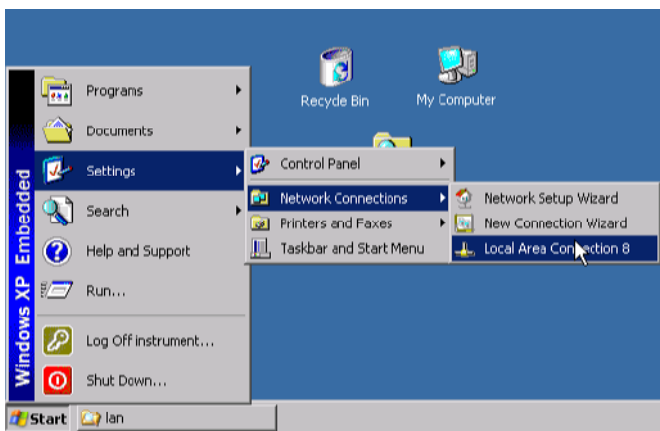 Recycle Bin
My Computer
Windows XP Embedded
Programs
Documents
Settings
Search
Help and Support
Run...
Log Off instrument...
Shut Down...
Control Panel
Network Connections
Printers and Faxes
Taskbar and Start Menu
Network Setup Wizard
New Connection Wizard
Local Area Connection 8
Start
lan